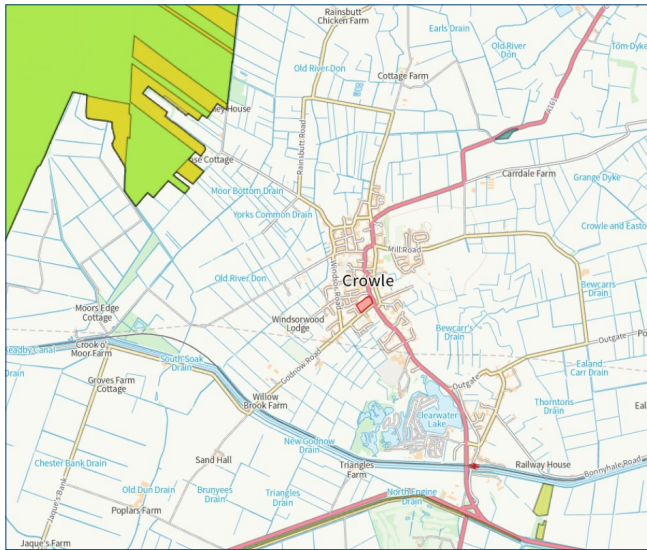 Rainsbutt
Chicken Farm
Earls Drain
Old River
Don
Tom Dyke
Old River Don
Cottage Farm
A161
House
Rainsbutt Road
Cottage
Carrdale Farm
Grange Dyke
Moor Bottom Drain
Yorks Common Drain
Crowle and
Mill Road
Old River Don
Windsor Road
Crowle
Bewcarrs
Drain
Moors Edge
Cottage
Windsorwood
Lodge
Bewcarr's
Drain
Outgate
Crook o'
Moor Farm
Canal
Drain
South Soak
Drain
Godnow Road
Ealand
Carr Drain
Groves Farm
Cottage
Outgate
Willow
Brook Farm
Clearwater
Lake
Thorntons
Drain
New Godnow
Drain
Sand Hall
Chester Bank Drain
Triangles
Farm
Railway House
Bonnyhale Road
Jaque's Bank
Old Dun Drain
Brunyees
Drain
Triangles
Drain
North Engine
Drain
Poplars Farm
Jaque's Farm